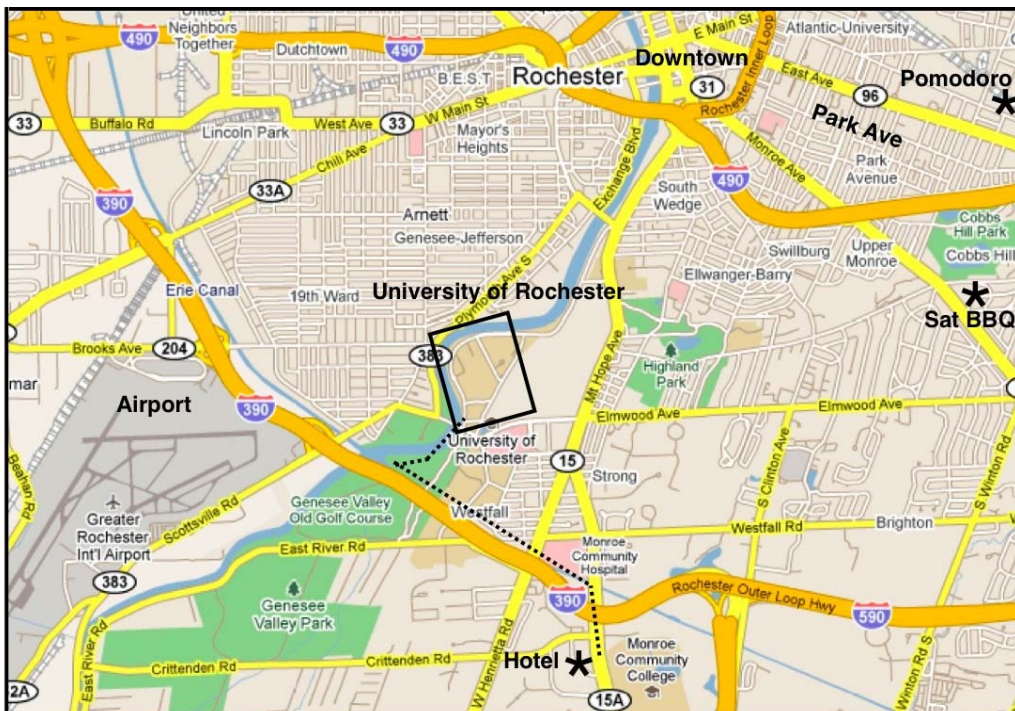 United
Neighbors
Together
490
Dutchtown
490
E Main St
Atlantic-University
Downtown
East Ave
Pomodoro
B.E.S.T
Rochester
31
Rochester Inner Loop
96
33
Buffalo Rd
Lincoln Park
West Ave
33
W Main St
Mayor's
Heights
Park Ave
Chili Ave
Monroe Ave
Park
Avenue
390
33A
Exchange Blvd
South
Wedge
490
Arnett
Genesee-Jefferson
Cobbs
Hill Park
Swillburg
Upper
Monroe
Cobbs Hill
Plymouth Ave S
Ellwanger-Barry
Erie Canal
19th Ward
University of Rochester
Sat BBQ
Brooks Ave
204
383
Highland
Park
mar
Airport
390
Mt Hope Ave
Elmwood Ave
Elmwood Ave
University of
Rochester
15
Strong
S Clinton Ave
S Winton Rd
Beahan Rd
Genesee Valley
Old Golf Course
Westfall
Scottsville Rd
Greater
Rochester
Int'l Airport
East River Rd
Westfall Rd
Brighton
Monroe
Community
Hospital
383
390
Rochester Outer Loop Hwy
590
Genesee
Valley Park
East River Rd
Crittenden Rd
Crittenden Rd
W Henrietta Rd
Hotel
Monroe
Community
College
Winton Rd S
2A
15A